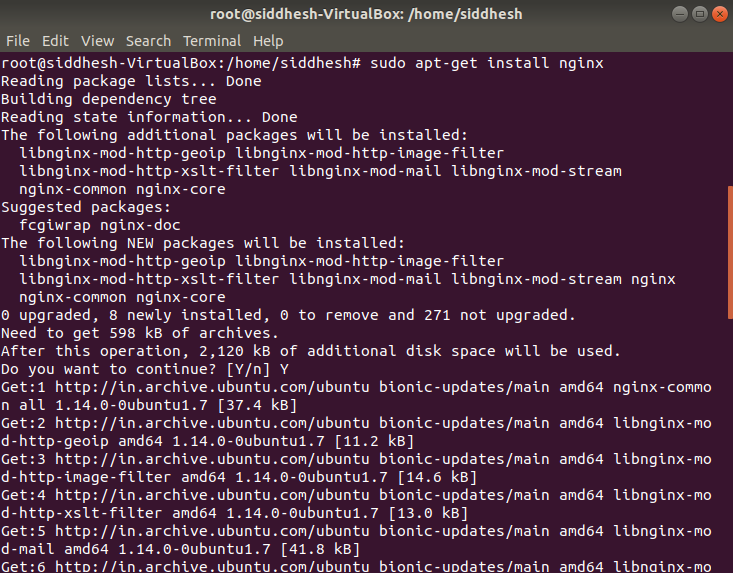 root@siddhesh-VirtualBox: /home/siddhesh
File Edit View Search Terminal Help
root@siddhesh-VirtualBox:/home/siddhesh# sudo apt-get install nginx
Reading package lists... Done
Building dependency tree
Reading state information... Done
The following additional packages will be installed:
  libnginx-mod-http-geoip libnginx-mod-http-image-filter
  libnginx-mod-http-xslt-filter libnginx-mod-mail libnginx-mod-stream
  nginx-common nginx-core
Suggested packages:
  fcgiwrap nginx-doc
The following NEW packages will be installed:
  libnginx-mod-http-geoip libnginx-mod-http-image-filter
  libnginx-mod-http-xslt-filter libnginx-mod-mail libnginx-mod-stream nginx
  nginx-common nginx-core
0 upgraded, 8 newly installed, 0 to remove and 271 not upgraded.
Need to get 598 kB of archives.
After this operation, 2,120 kB of additional disk space will be used.
Do you want to continue? [Y/n] Y
Get:1 http://in.archive.ubuntu.com/ubuntu bionic-updates/main amd64 nginx-commo
n all 1.14.0-0ubuntu1.7 [37.4 kB]
Get:2 http://in.archive.ubuntu.com/ubuntu bionic-updates/main amd64 libnginx-mo
d-http-geoip amd64 1.14.0-0ubuntu1.7 [11.2 kB]
Get:3 http://in.archive.ubuntu.com/ubuntu bionic-updates/main amd64 libnginx-mo
d-http-image-filter amd64 1.14.0-0ubuntu1.7 [14.6 kB]
Get:4 http://in.archive.ubuntu.com/ubuntu bionic-updates/main amd64 libnginx-mo
d-http-xslt-filter amd64 1.14.0-0ubuntu1.7 [13.0 kB]
Get:5 http://in.archive.ubuntu.com/ubuntu bionic-updates/main amd64 libnginx-mo
d-mail amd64 1.14.0-0ubuntu1.7 [41.8 kB]
Get:6 http://in.archive.ubuntu.com/ubuntu bionic-updates/main amd64 libnginx-mo